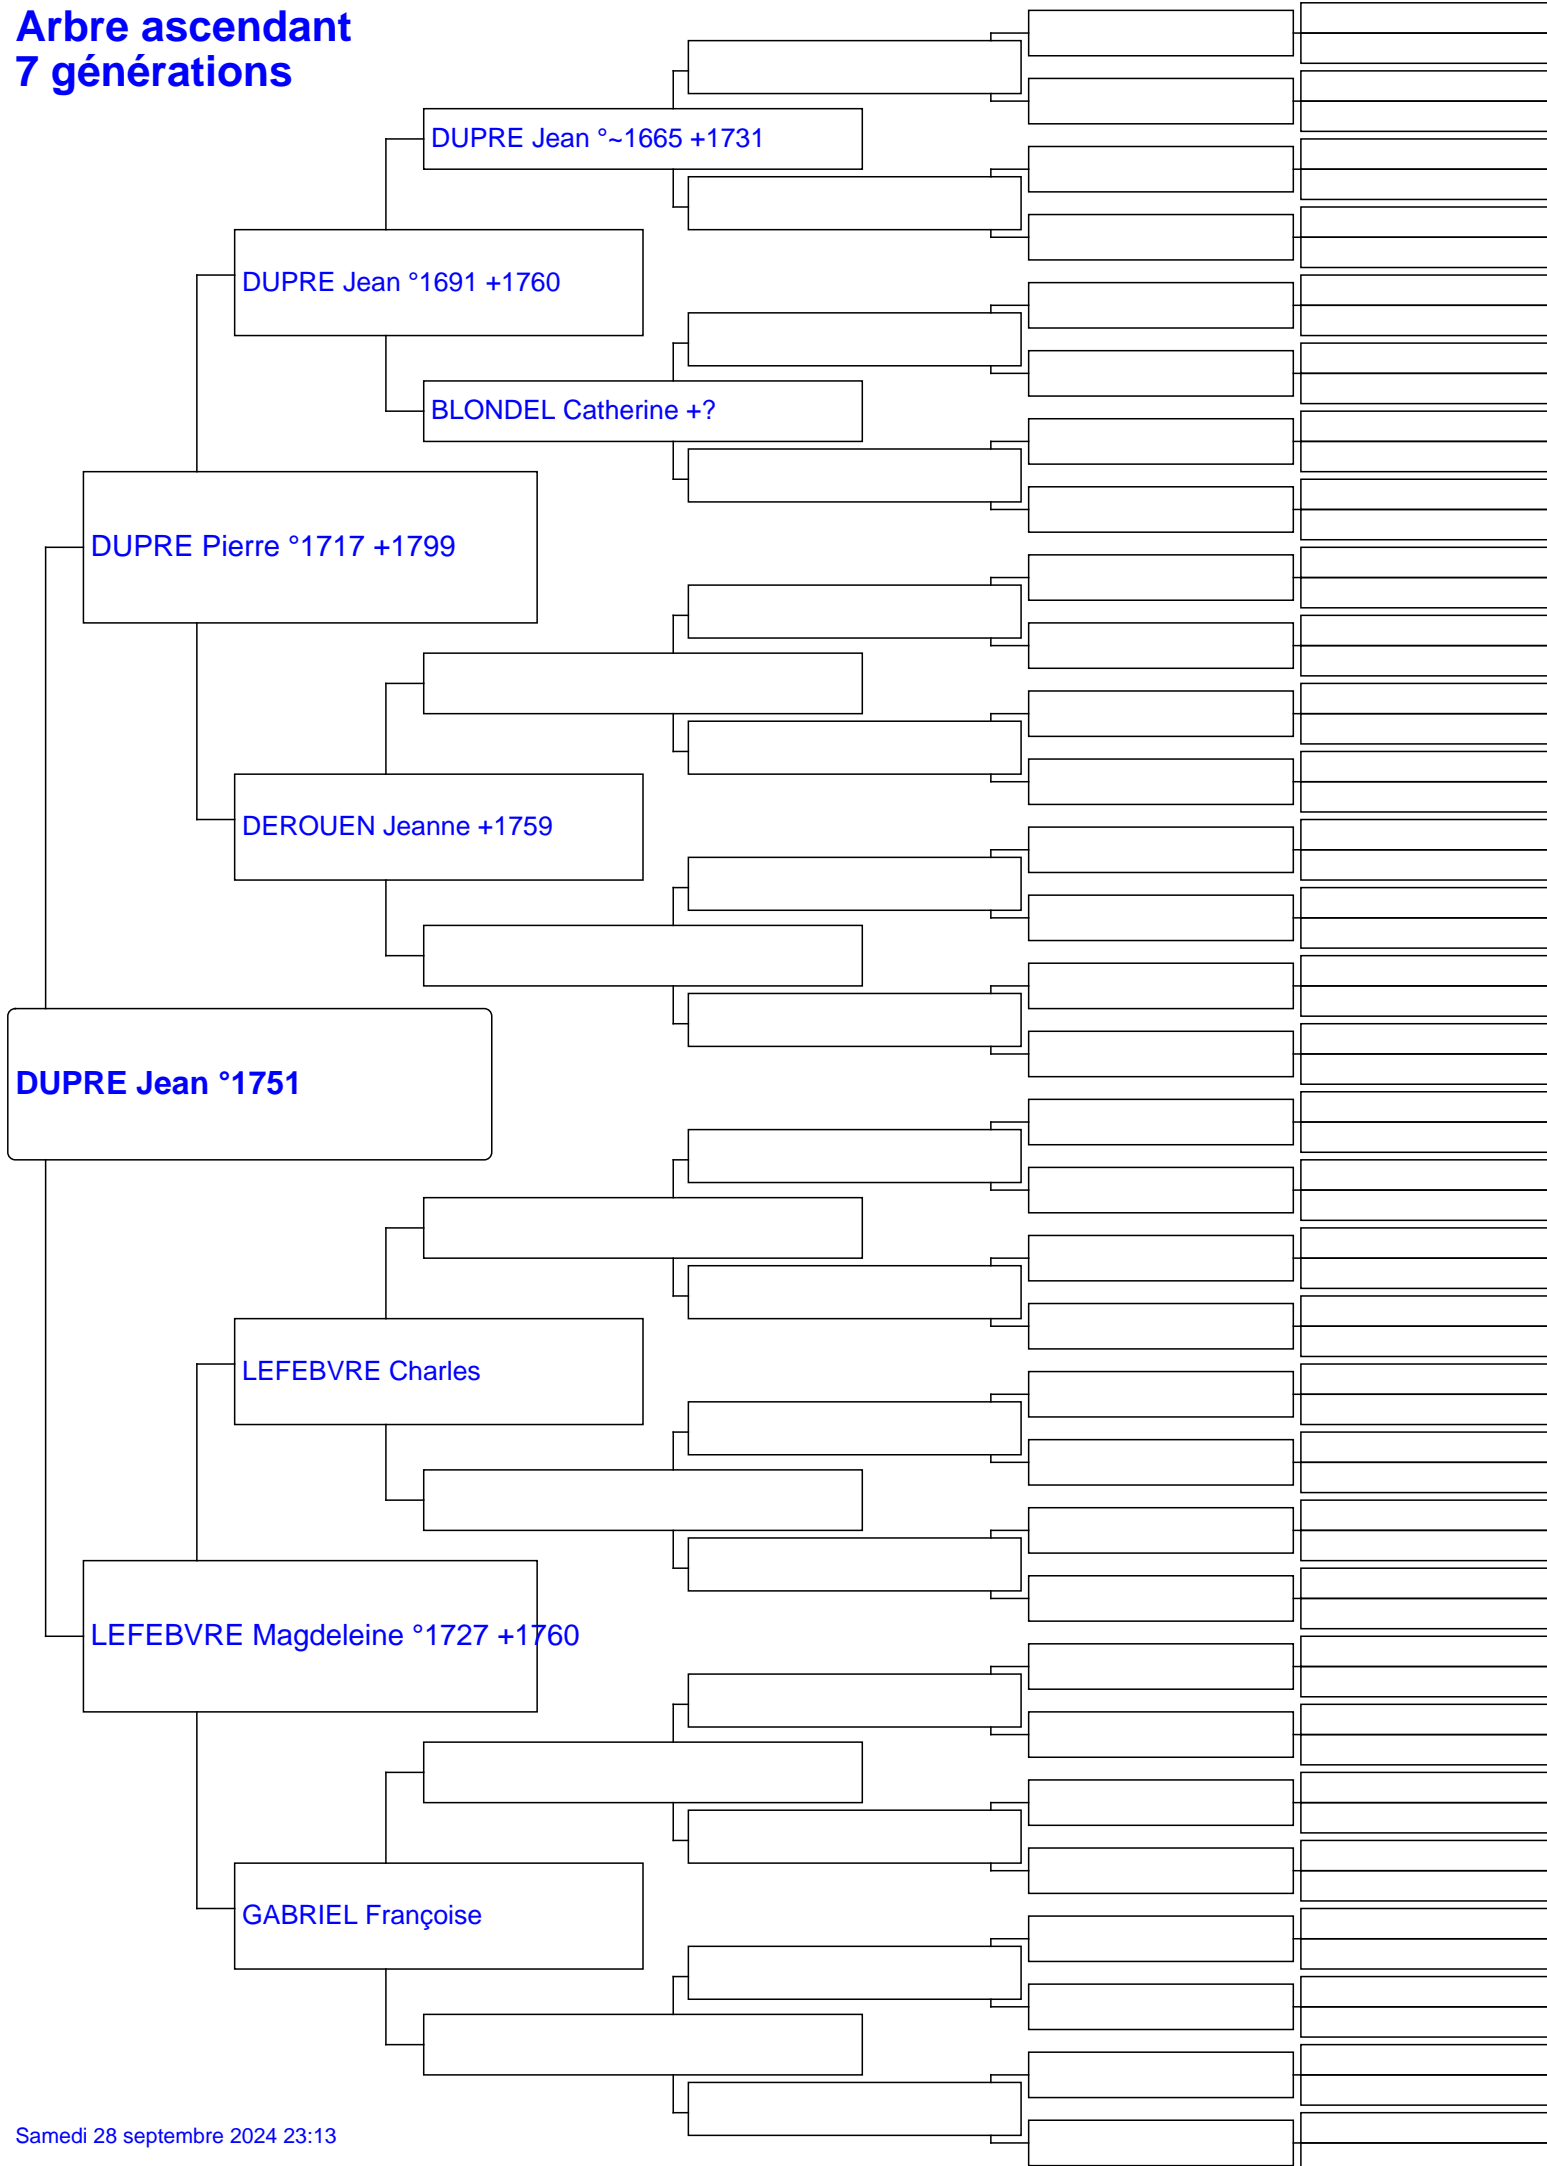 Arbre ascendant
7 générations
DUPRE Jean °~1665 +1731
DUPRE Jean °1691 +1760
BLONDEL Catherine +?
DUPRE Pierre °1717 +1799
DEROUEN Jeanne +1759
DUPRE Jean °1751
LEFEBVRE Charles
LEFEBVRE Magdeleine °1727 +1760
GABRIEL Françoise
Samedi 28 septembre 2024 23:13